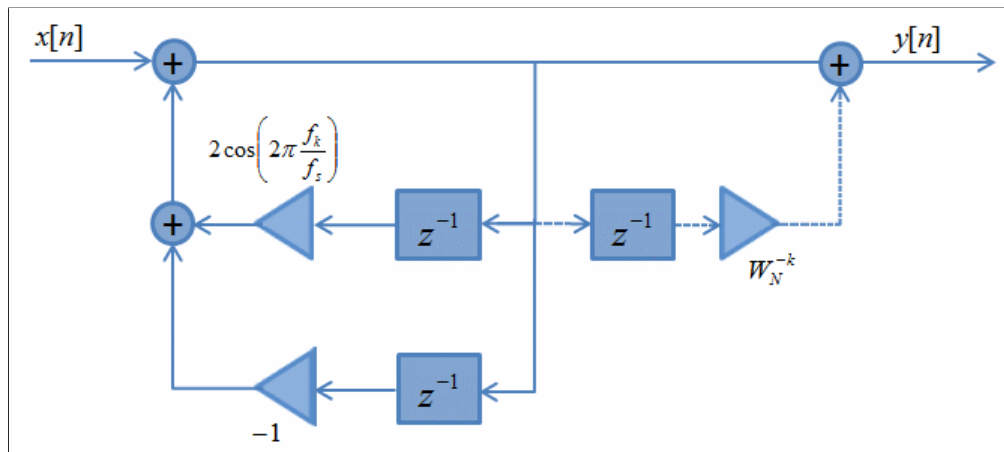 x[n]
+
+
y[n]
2cos(2π f_k/f_s)
+
z^{-1}
z^{-1}
W_N^{-k}
z^{-1}
-1